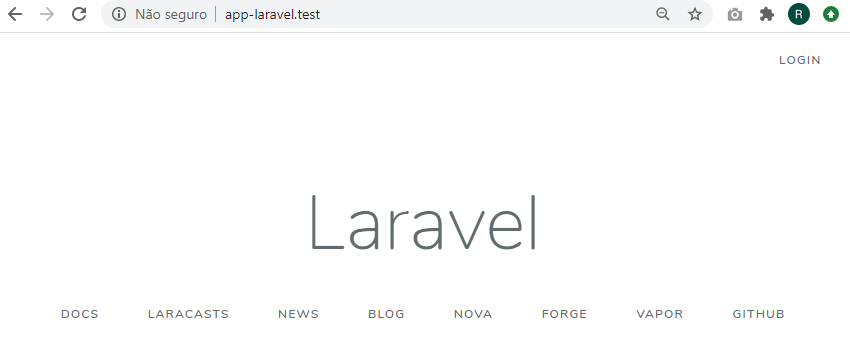 Não seguro app-laravel.test R
LOGIN
Laravel
DOCS LARACASTS NEWS BLOG NOVA FORGE VAPOR GITHUB